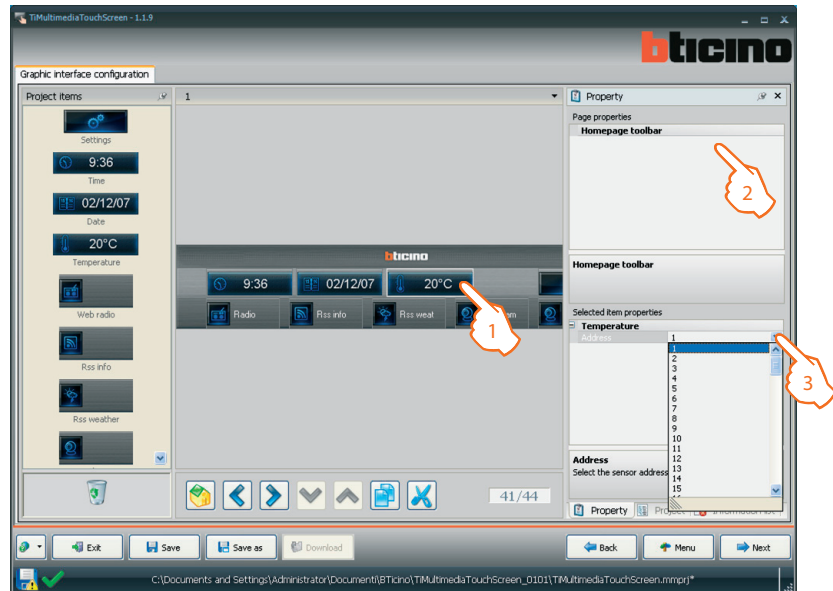 TiMultimediaTouchScreen - 1.1.9
bticino
Graphic interface configuration
Project items
Settings
9:36
Time
02/12/07
Date
20°C
Temperature
Web radio
Rss info
Rss weather
1
bticino
9:36
02/12/07
20°C
Radio
Rss info
Rss weat
am
1
41/44
Property
Page properties
Homepage toolbar
2
Homepage toolbar
Selected item properties
Temperature
Address
1
1
2
3
4
5
6
7
8
9
10
11
12
13
14
15
3
Address
Select the sensor address
Property
Exit
Save
Save as
Download
Back
Menu
Next
C:\Documents and Settings\Administrator\Documenti\BTicino\TiMultimediaTouchScreen_0101\TiMultimediaTouchScreen.mmprj*